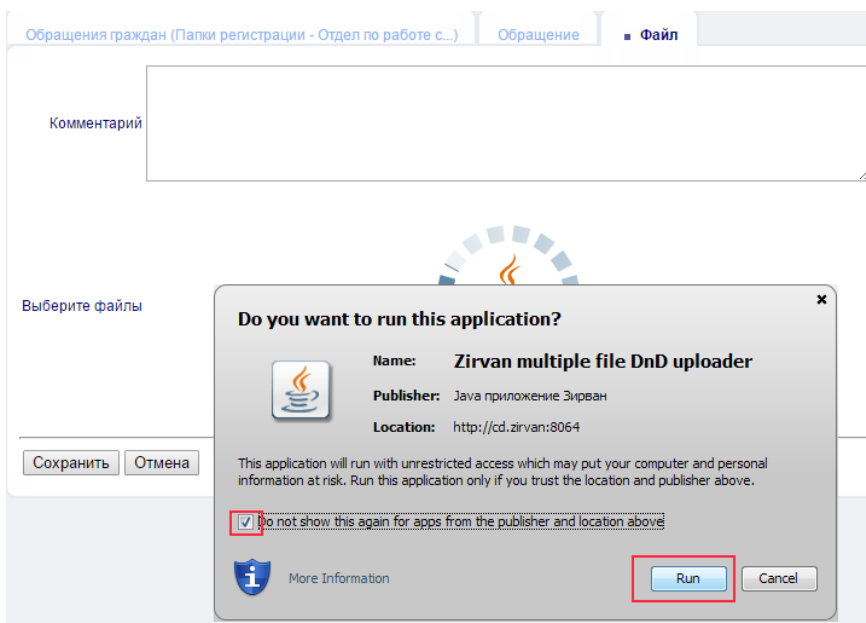 Обращения граждан (Папки регистрации - Отдел по работе с...) Обращение Файл
Комментарий
Выберите файлы
Do you want to run this application?
Name: Zirvan multiple file DnD uploader
Publisher: Java приложение Зирван
Location: http://cd.zirvan:8064
This application will run with unrestricted access which may put your computer and personal
information at risk. Run this application only if you trust the location and publisher above.
Do not show this again for apps from the publisher and location above
More Information Run Cancel
Сохранить Отмена